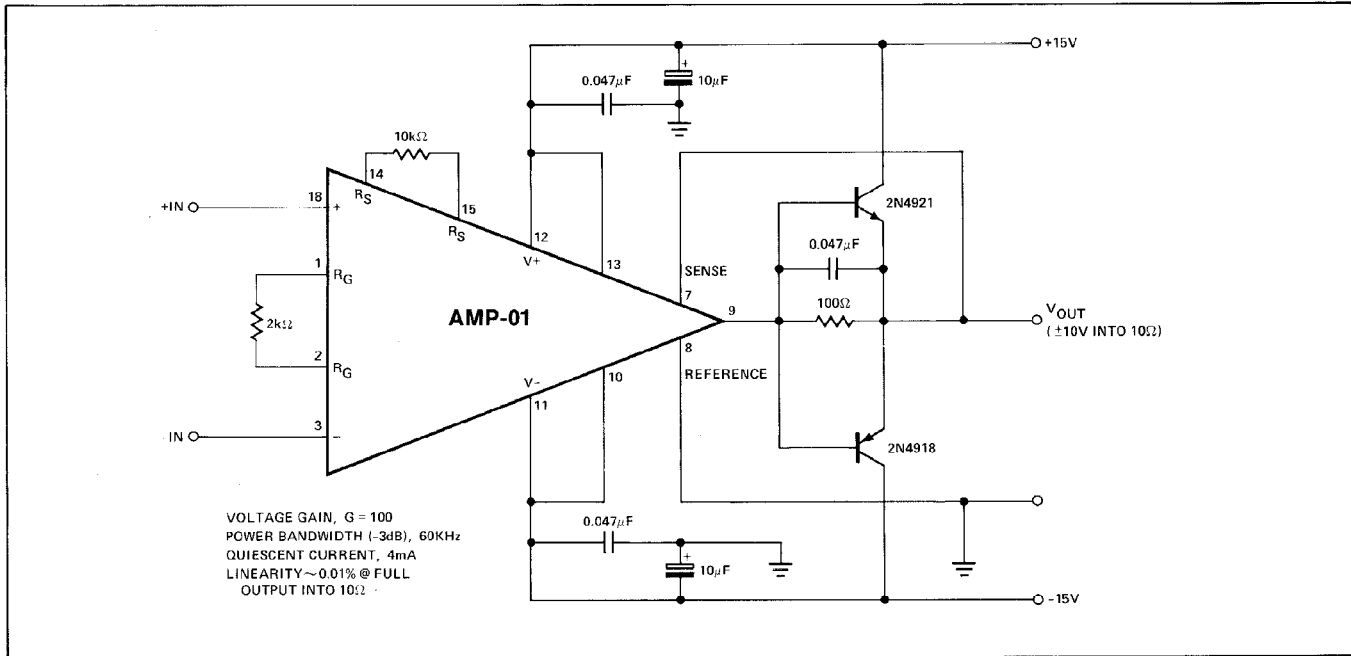 +15V
0.047μF
+
10μF
10kΩ
14
RS
15
RS
18
+
+IN
12
V+
13
2N4921
1
RG
SENSE
7
0.047μF
2kΩ
AMP-01
9
100Ω
VOUT
(±10V INTO 10Ω)
2
RG
8
REFERENCE
V-
10
11
3
-
IN
2N4918
VOLTAGE GAIN, G = 100
POWER BANDWIDTH (-3dB), 60KHz
QUIESCENT CURRENT, 4mA
LINEARITY~0.01% @ FULL
OUTPUT INTO 10Ω
0.047μF
+
10μF
-15V